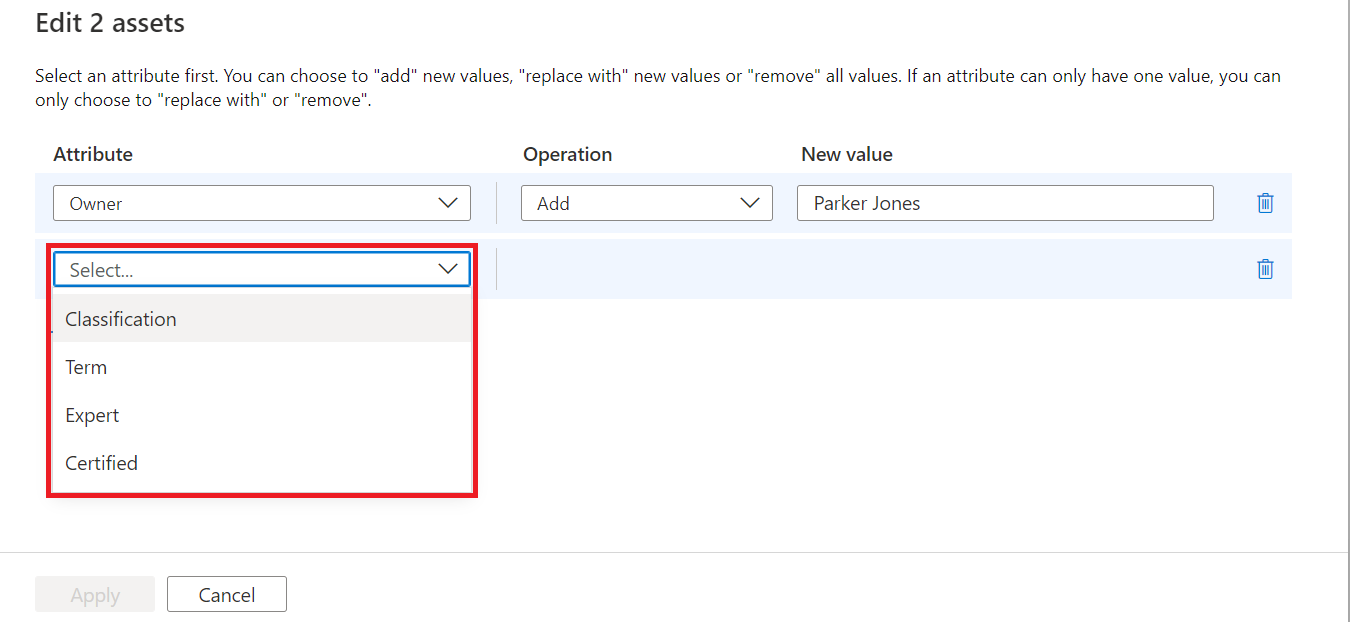 Edit 2 assets
Select an attribute first. You can choose to "add" new values, "replace with" new values or "remove" all values. If an attribute can only have one value, you can
only choose to "replace with" or "remove".
Attribute Operation New value
Owner Add Parker Jones
Select...
Classification
Term
Expert
Certified
Apply Cancel